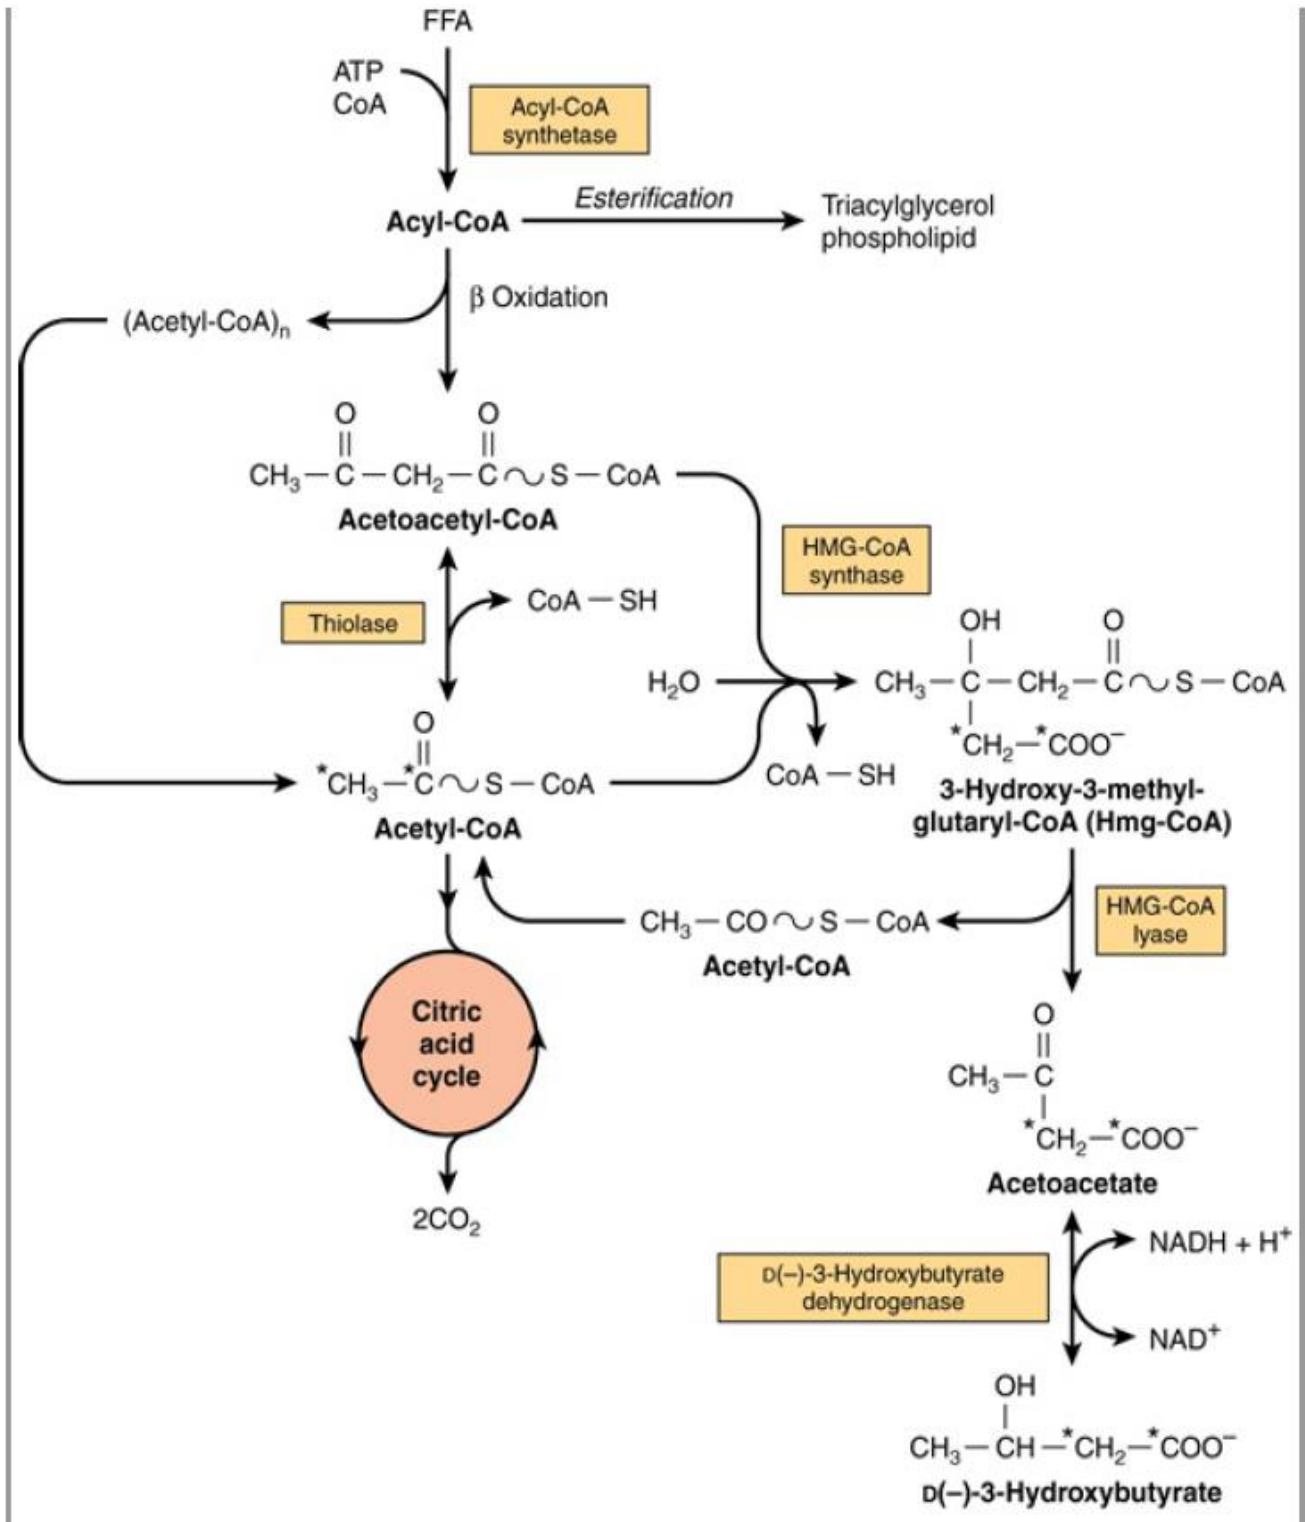 FFA
ATP
CoA
Acyl-CoA
synthetase
Acyl-CoA
Esterification
Triacylglycerol
phospholipid
β Oxidation
(Acetyl-CoA)n
O O
|| ||
CH3—C—CH2—C~S—CoA
Acetoacetyl-CoA
HMG-CoA
synthase
Thiolase
CoA—SH
OH O
| ||
H2O
CH3—C—CH2—C~S—CoA
|
*CH2—*COO−
CoA—SH
3-Hydroxy-3-methyl-
glutaryl-CoA (Hmg-CoA)
O
||
*CH3—*C~S—CoA
Acetyl-CoA
HMG-CoA
lyase
CH3—CO~S—CoA
Acetyl-CoA
Citric
acid
cycle
2CO2
O
||
CH3—C
|
*CH2—*COO−
Acetoacetate
NADH + H+
D(−)-3-Hydroxybutyrate
dehydrogenase
NAD+
OH
|
CH3—CH—*CH2—*COO−
D(−)-3-Hydroxybutyrate